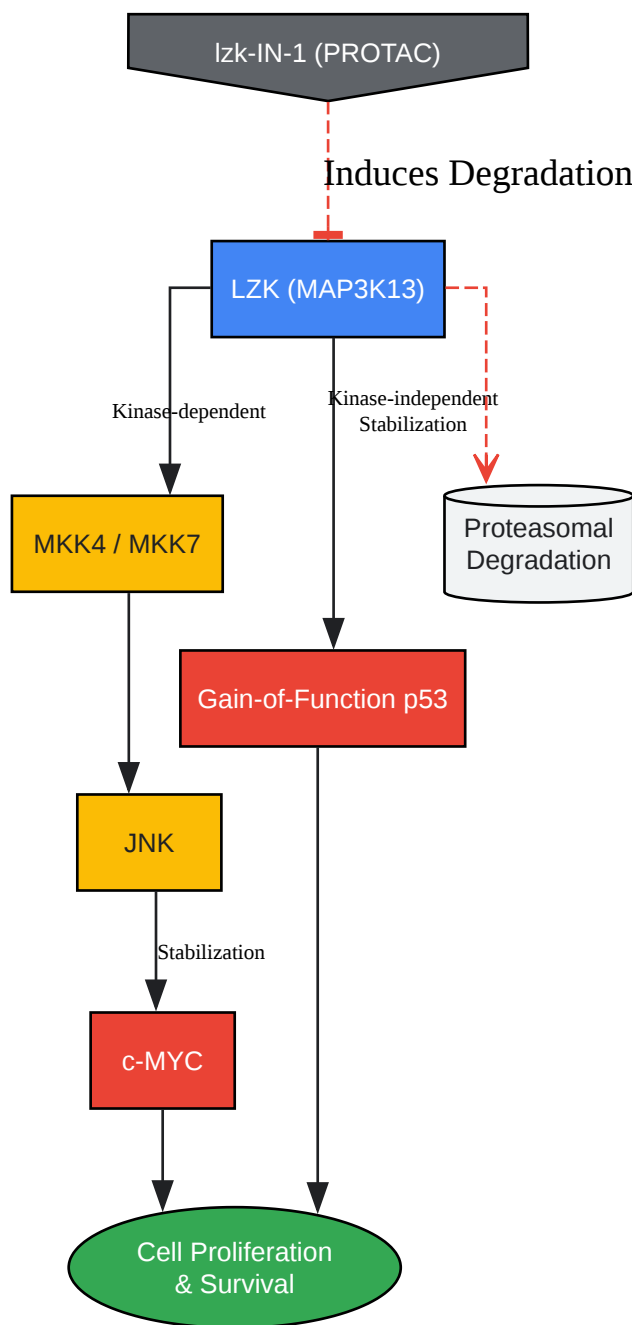 lzk-IN-1 (PROTAC)
Induces Degradation
LZK (MAP3K13)
Kinase-dependent
Kinase-independent
Stabilization
MKK4 / MKK7
Proteasomal
Degradation
Gain-of-Function p53
JNK
Stabilization
c-MYC
Cell Proliferation
& Survival